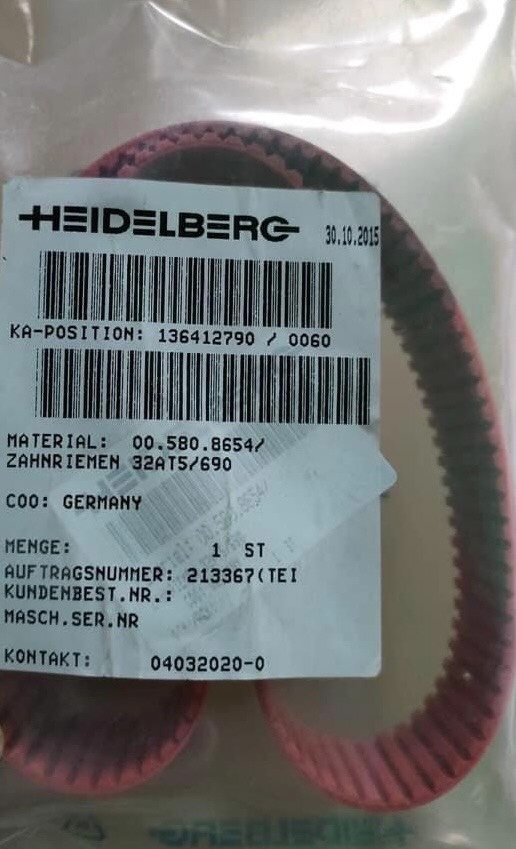 HEIDELBERG
30.10.2015
KA-POSITION: 136412790 / 0060
MATERIAL: 00.580.8654/
ZAHNRIEMEN 32AT5/690
COO: GERMANY
MENGE: 1 ST
AUFTRAGSNUMMER: 213367(TEI
KUNDENBEST.NR.:
MASCH.SER.NR
KONTAKT: 04032020-0
HEIDELBERG